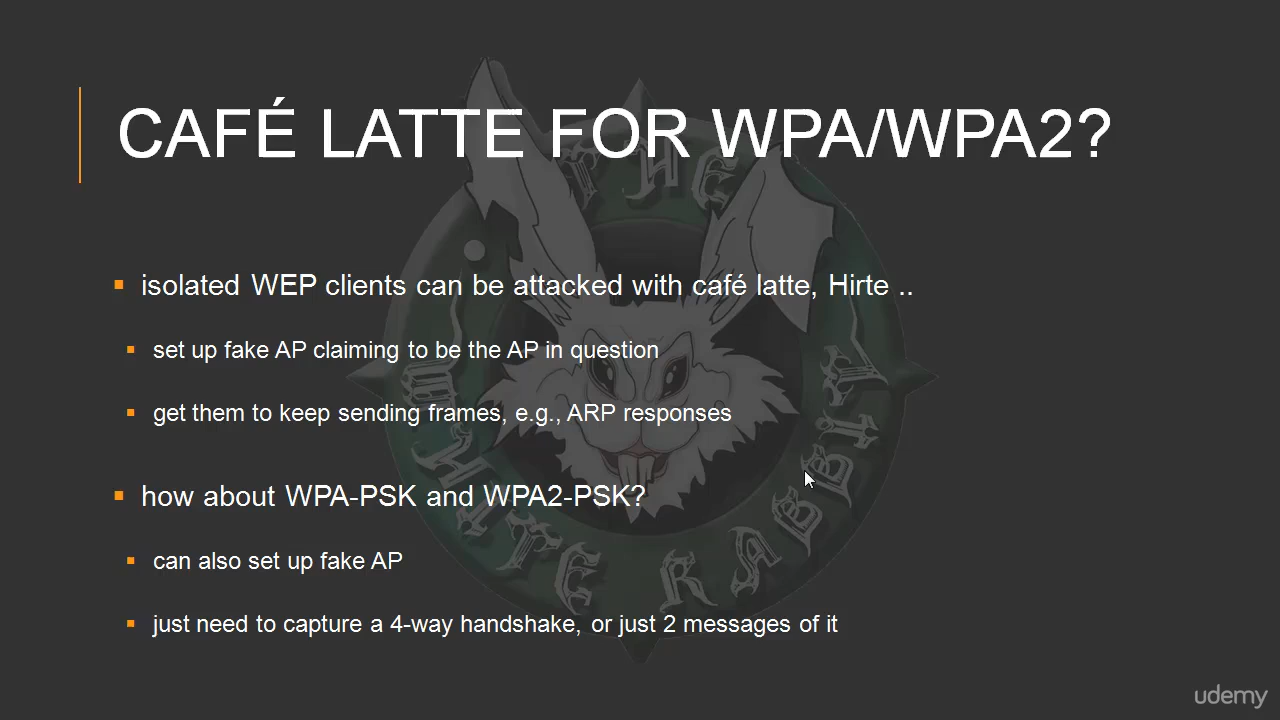 CAFÉ LATTE FOR WPA/WPA2?
THE
WHITE RABBIT
isolated WEP clients can be attacked with café latte, Hirte ..
set up fake AP claiming to be the AP in question
get them to keep sending frames, e.g., ARP responses
how about WPA-PSK and WPA2-PSK?
can also set up fake AP
just need to capture a 4-way handshake, or just 2 messages of it
udemy